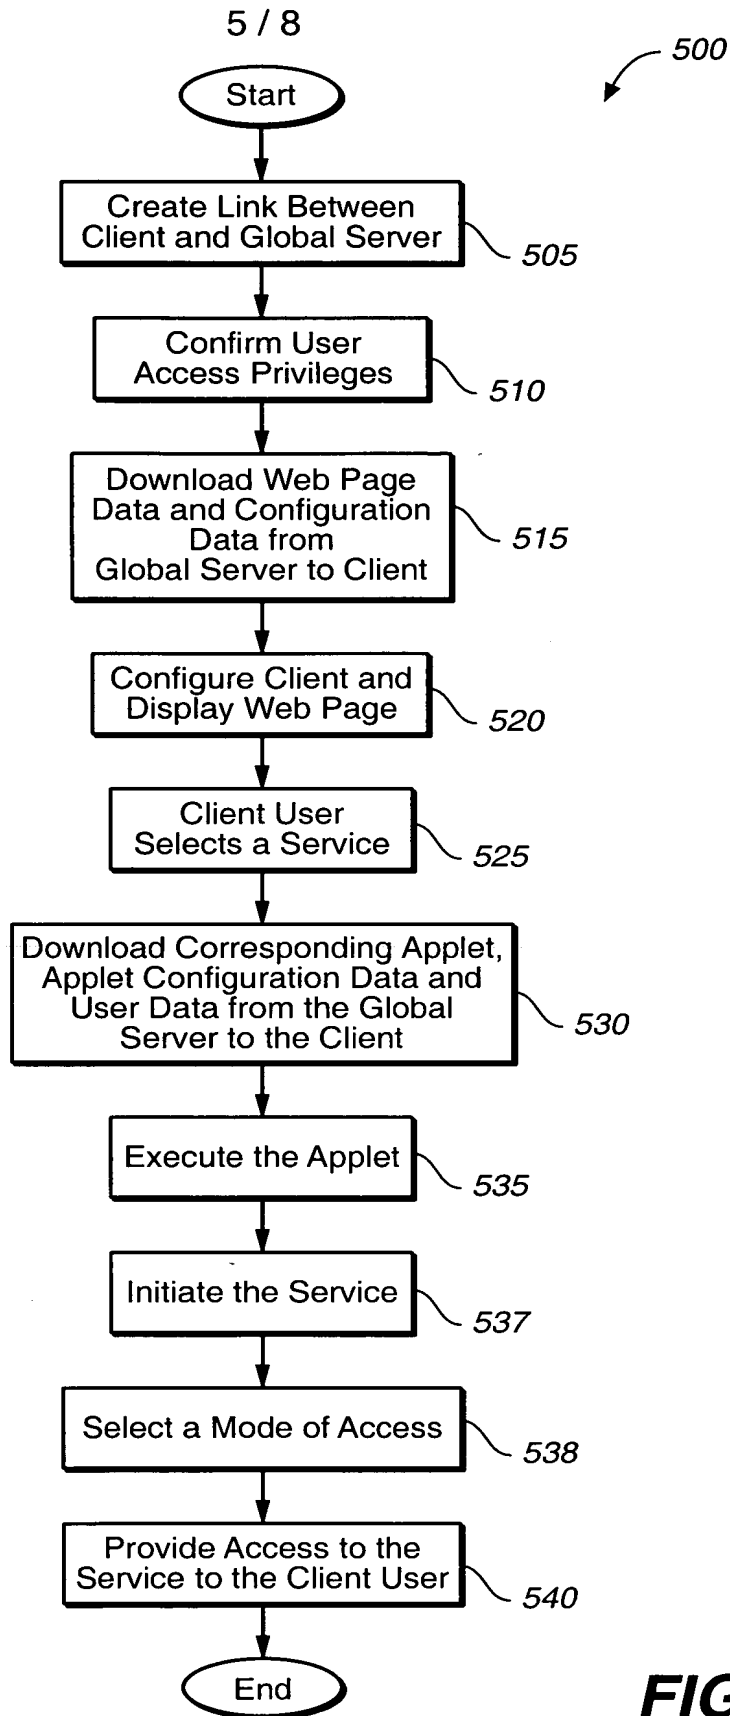 5 / 8
500
Start
Create Link Between
Client and Global Server
505
Confirm User
Access Privileges
510
Download Web Page
Data and Configuration
Data from
Global Server to Client
515
Configure Client and
Display Web Page
520
Client User
Selects a Service
525
Download Corresponding Applet,
Applet Configuration Data and
User Data from the Global
Server to the Client
530
Execute the Applet
535
Initiate the Service
537
Select a Mode of Access
538
Provide Access to the
Service to the Client User
540
End
FIG